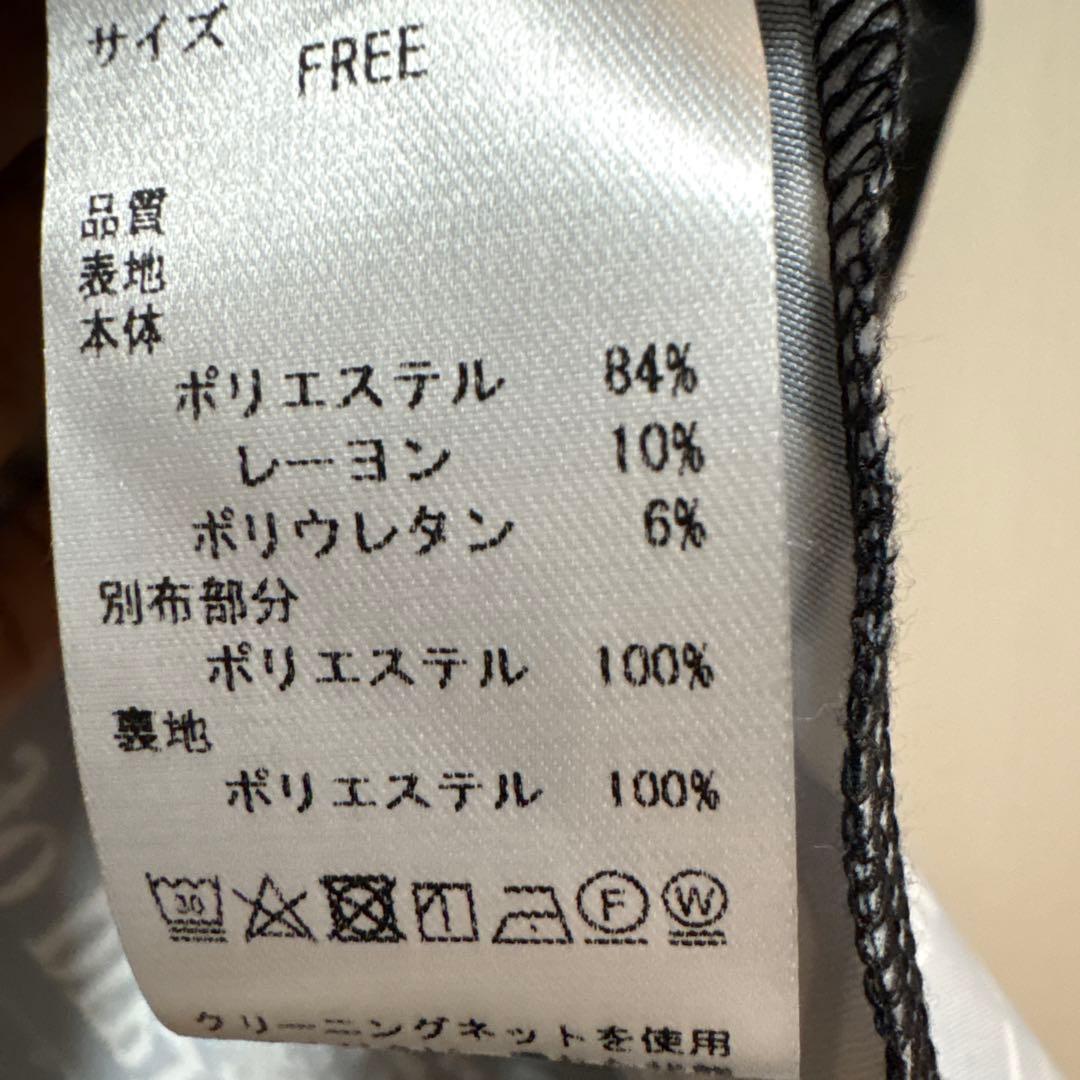 サイズ FREE
品質
表地
本体
ポリエステル 84%
レーヨン 10%
ポリウレタン 6%
別布部分
ポリエステル 100%
裏地
ポリエステル 100%
30 F W
クリーニングネットを使用